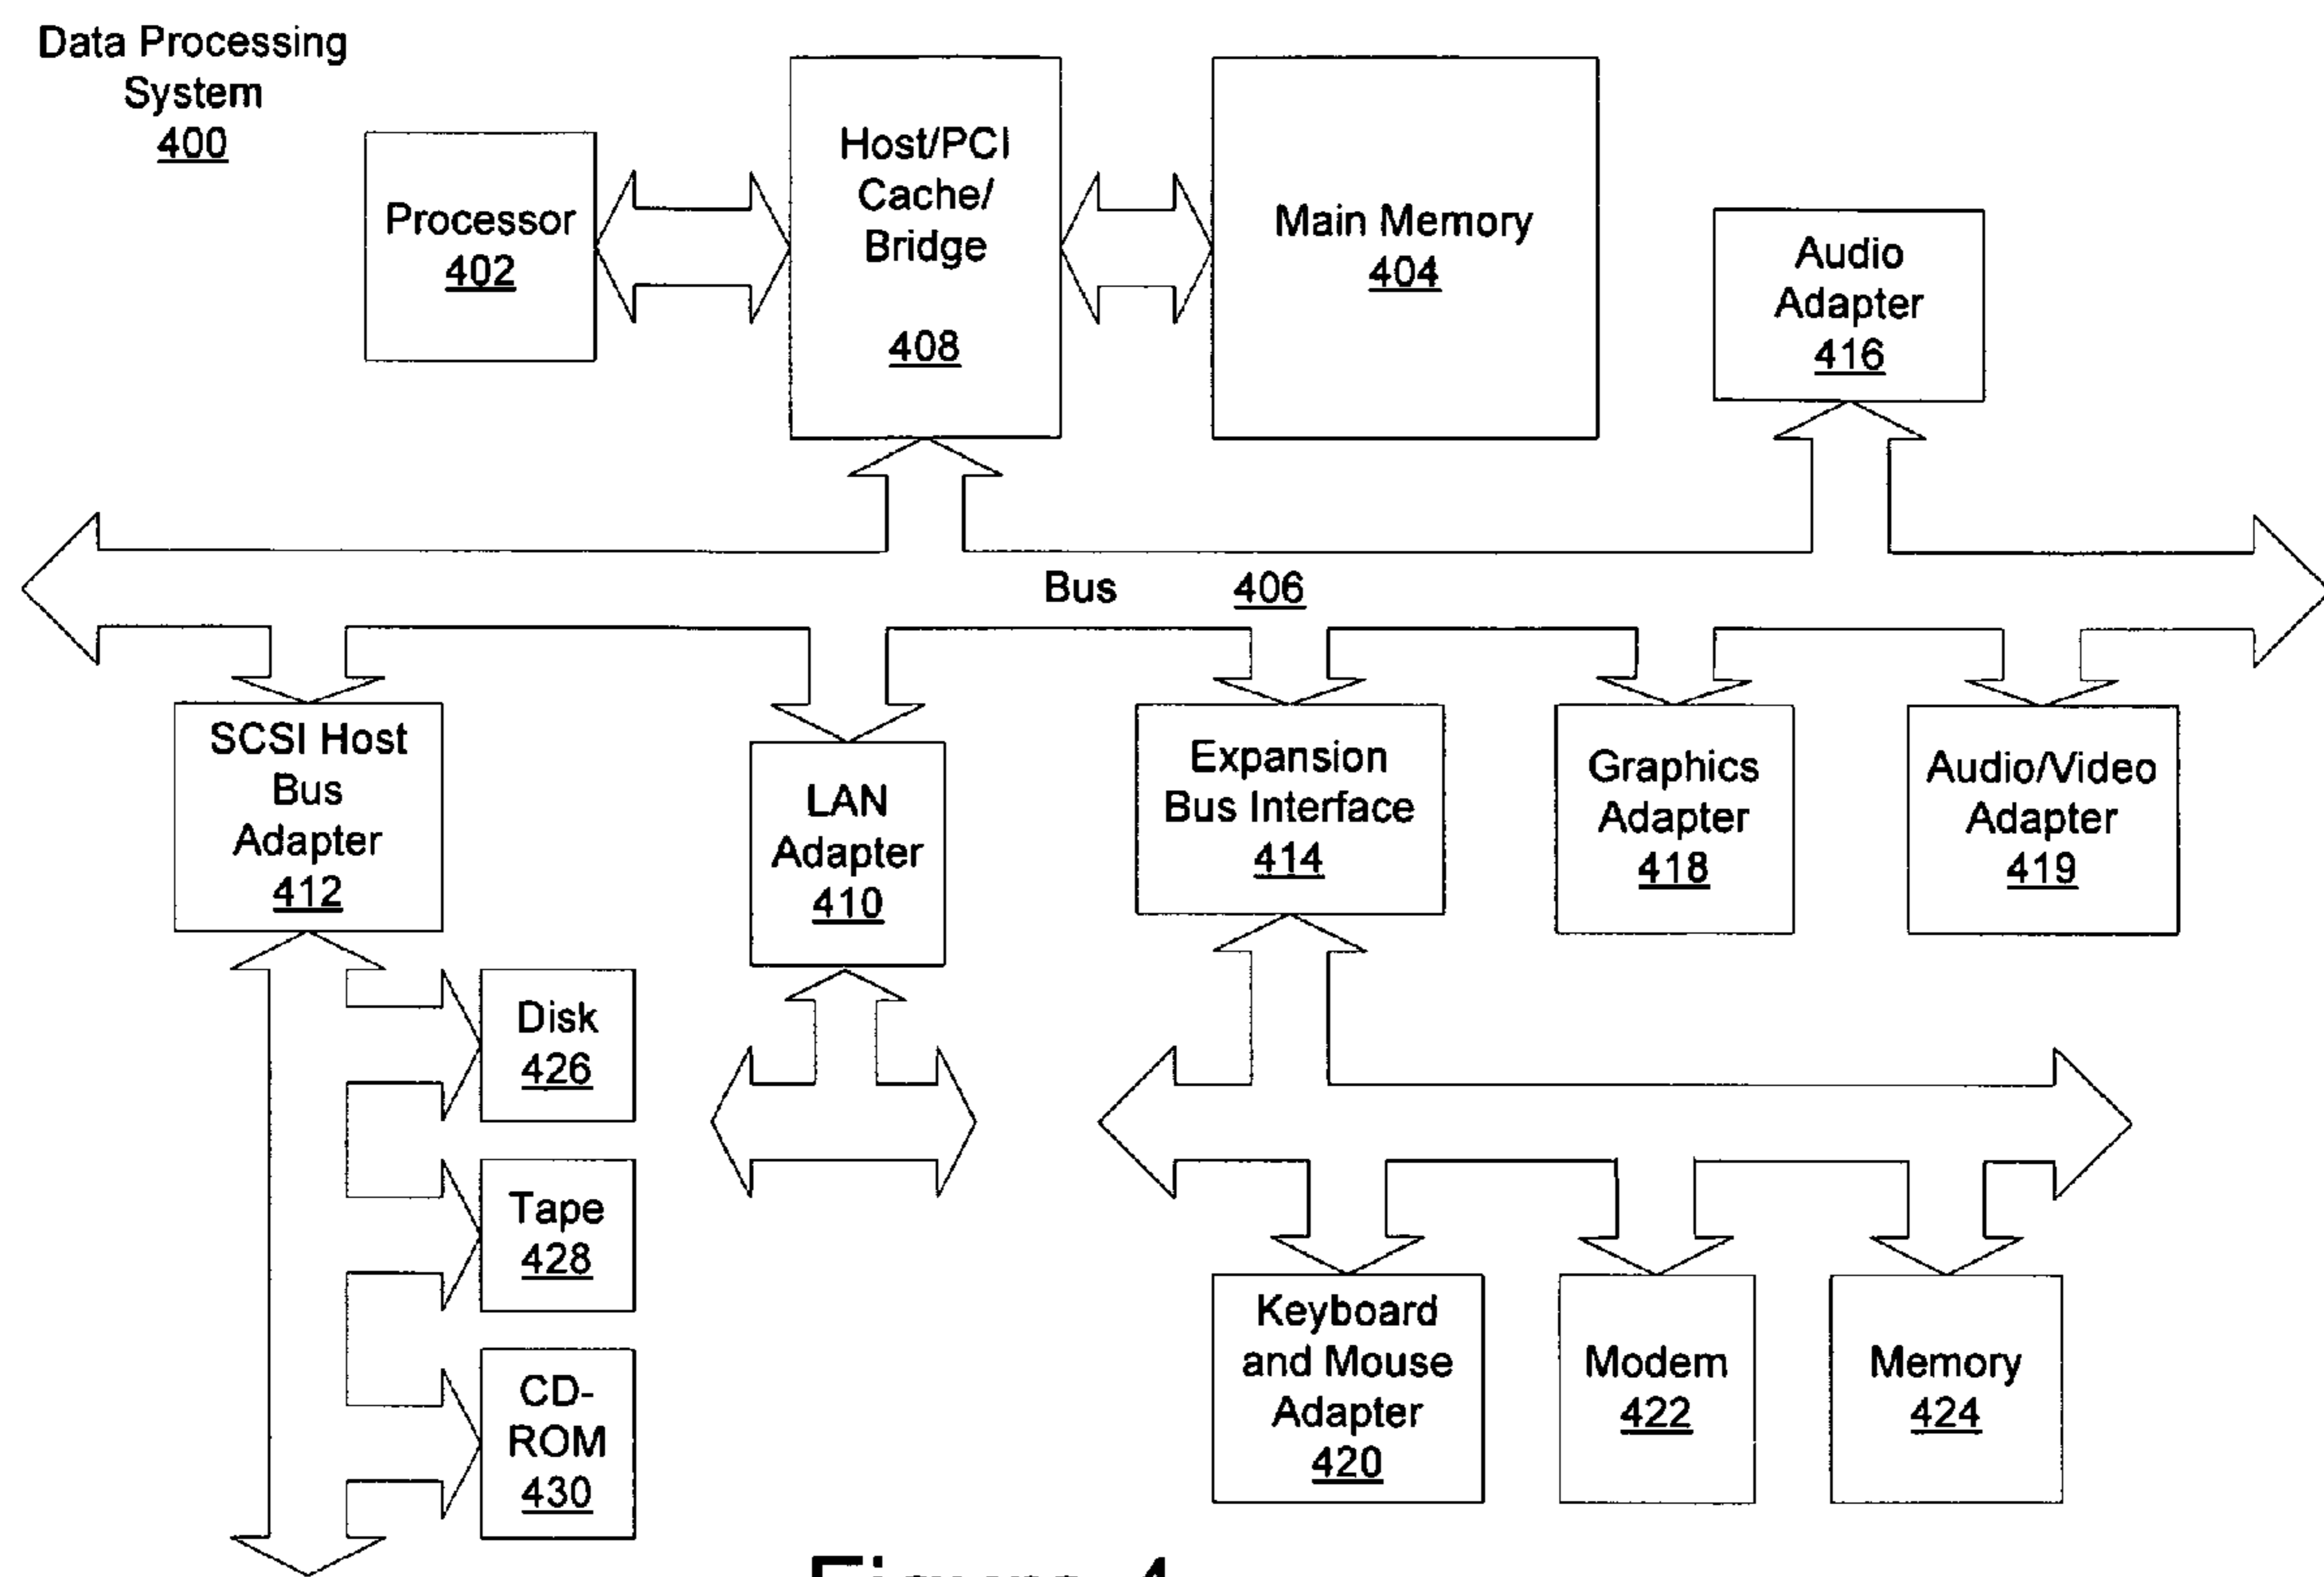 Data Processing
System
400
Processor
402
Host/PCI
Cache/
Bridge
408
Main Memory
404
Audio
Adapter
416
Bus 406
SCSI Host
Bus
Adapter
412
LAN
Adapter
410
Expansion
Bus Interface
414
Graphics
Adapter
418
Audio/Video
Adapter
419
Disk
426
Tape
428
CD-
ROM
430
Keyboard
and Mouse
Adapter
420
Modem
422
Memory
424
Figure 4